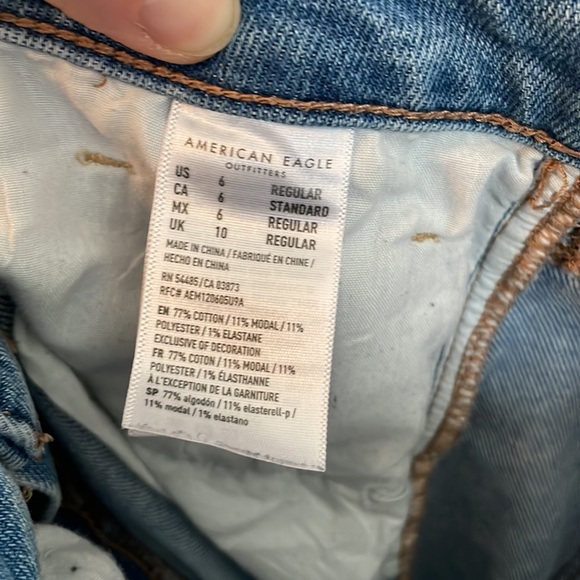 AMERICAN EAGLE
OUTFITTERS
US 6 REGULAR
CA 6 STANDARD
MX 6 REGULAR
UK 10 REGULAR
MADE IN CHINA / FABRIQUÉ EN CHINE /
HECHO EN CHINA
RN 54485/CA 03873
RFC# AEM120605U9A
EN 77% COTTON / 11% MODAL / 11%
POLYESTER / 1% ELASTANE
EXCLUSIVE OF DECORATION
FR 77% COTON / 11% MODAL / 11%
POLYESTER / 1% ÉLASTHANNE
À L'EXCEPTION DE LA GARNITURE
SP 77% algodón / 11% elasterell-p /
11% modal / 1% elastano